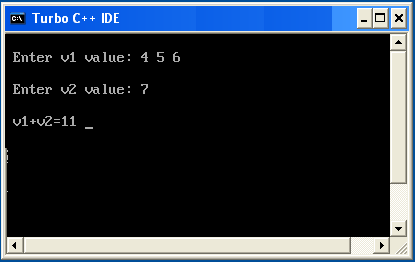 Turbo C++ IDE
Enter v1 value: 4 5 6
Enter v2 value: 7
v1+v2=11 _